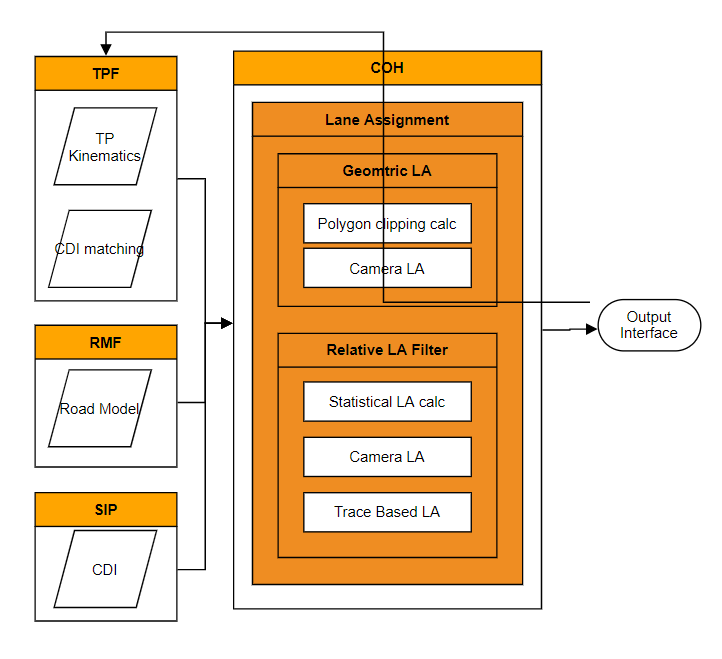 TPF
TP
Kinematics
CDI matching
RMF
Road Model
SIP
CDI
COH
Lane Assignment
Geomtric LA
Polygon clipping calc
Camera LA
Relative LA Filter
Statistical LA calc
Camera LA
Trace Based LA
Output
Interface